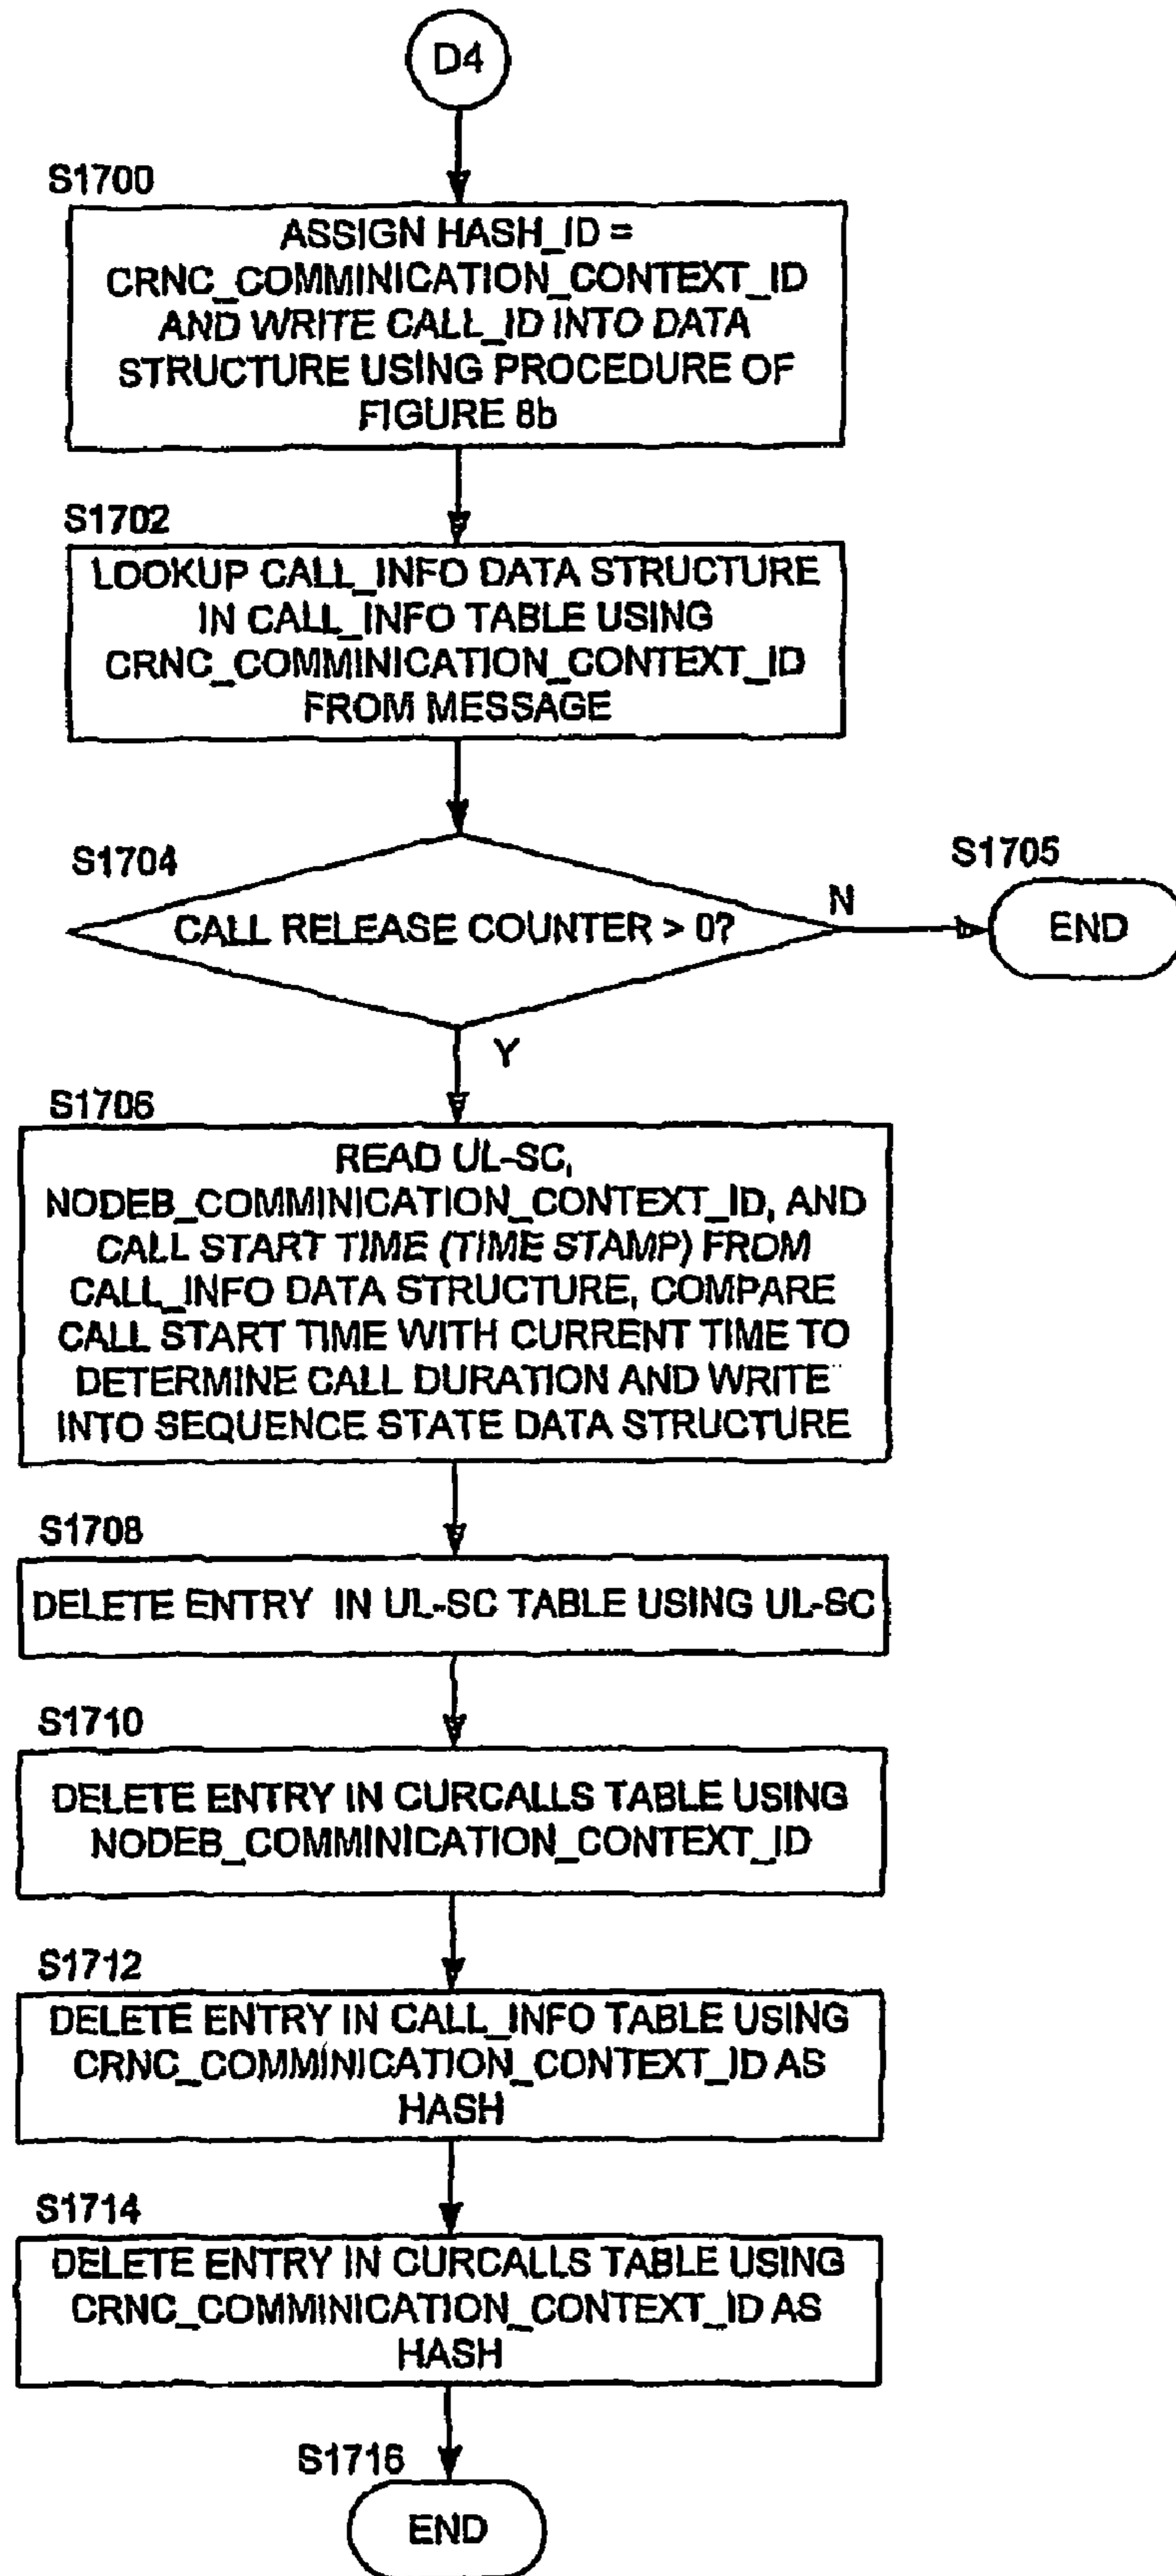 D4
S1700
ASSIGN HASH_ID =
CRNC_COMMINICATION_CONTEXT_ID
AND WRITE CALL_ID INTO DATA
STRUCTURE USING PROCEDURE OF
FIGURE 8b
S1702
LOOKUP CALL_INFO DATA STRUCTURE
IN CALL_INFO TABLE USING
CRNC_COMMINICATION_CONTEXT_ID
FROM MESSAGE
S1704
CALL RELEASE COUNTER > 0?
N
S1705
END
Y
S1706
READ UL-SC,
NODEB_COMMINICATION_CONTEXT_ID, AND
CALL START TIME (TIME STAMP) FROM
CALL_INFO DATA STRUCTURE, COMPARE
CALL START TIME WITH CURRENT TIME TO
DETERMINE CALL DURATION AND WRITE
INTO SEQUENCE STATE DATA STRUCTURE
S1708
DELETE ENTRY IN UL-SC TABLE USING UL-SC
S1710
DELETE ENTRY IN CURCALLS TABLE USING
NODEB_COMMINICATION_CONTEXT_ID
S1712
DELETE ENTRY IN CALL_INFO TABLE USING
CRNC_COMMINICATION_CONTEXT_ID AS
HASH
S1714
DELETE ENTRY IN CURCALLS TABLE USING
CRNC_COMMINICATION_CONTEXT_ID AS
HASH
S1716
END